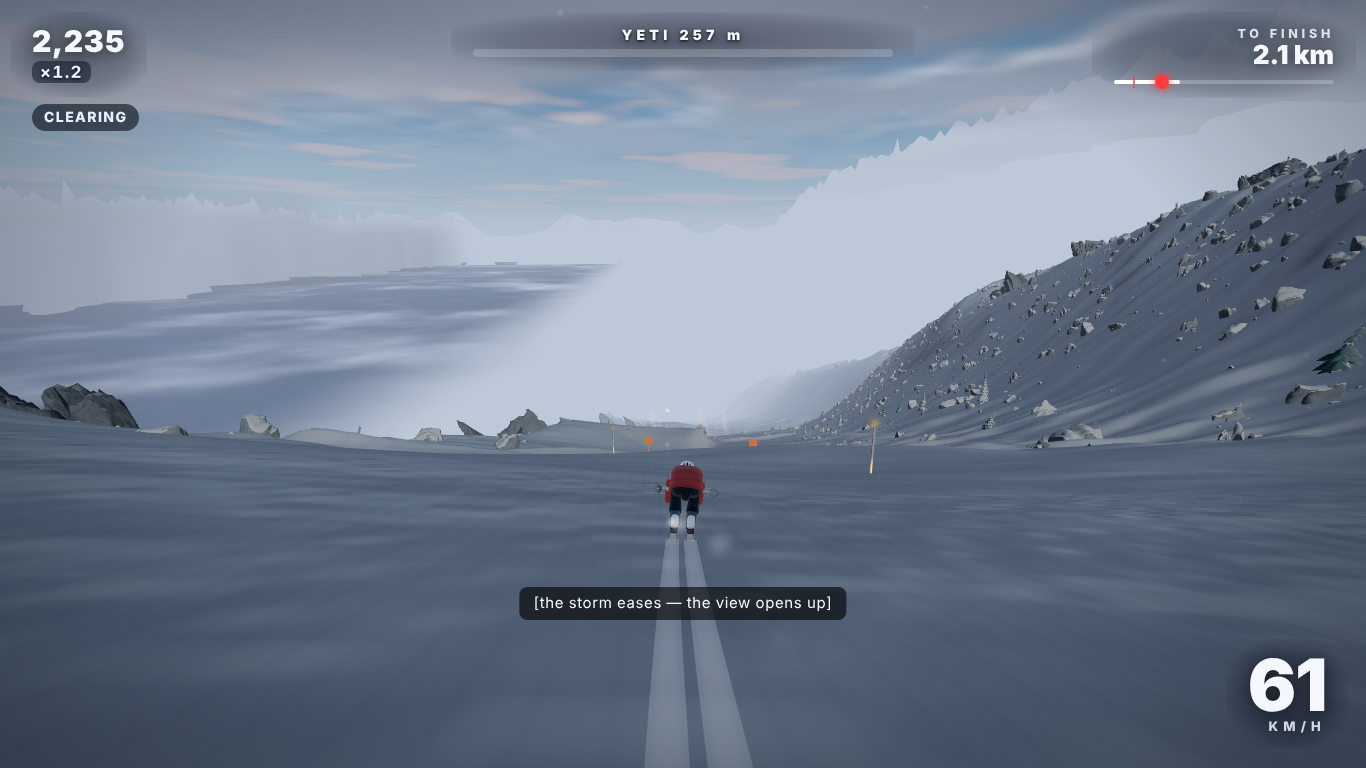 2,235
×1.2
CLEARING
YETI 257 m
TO FINISH
2.1 km
[the storm eases — the view opens up]
61
KM/H